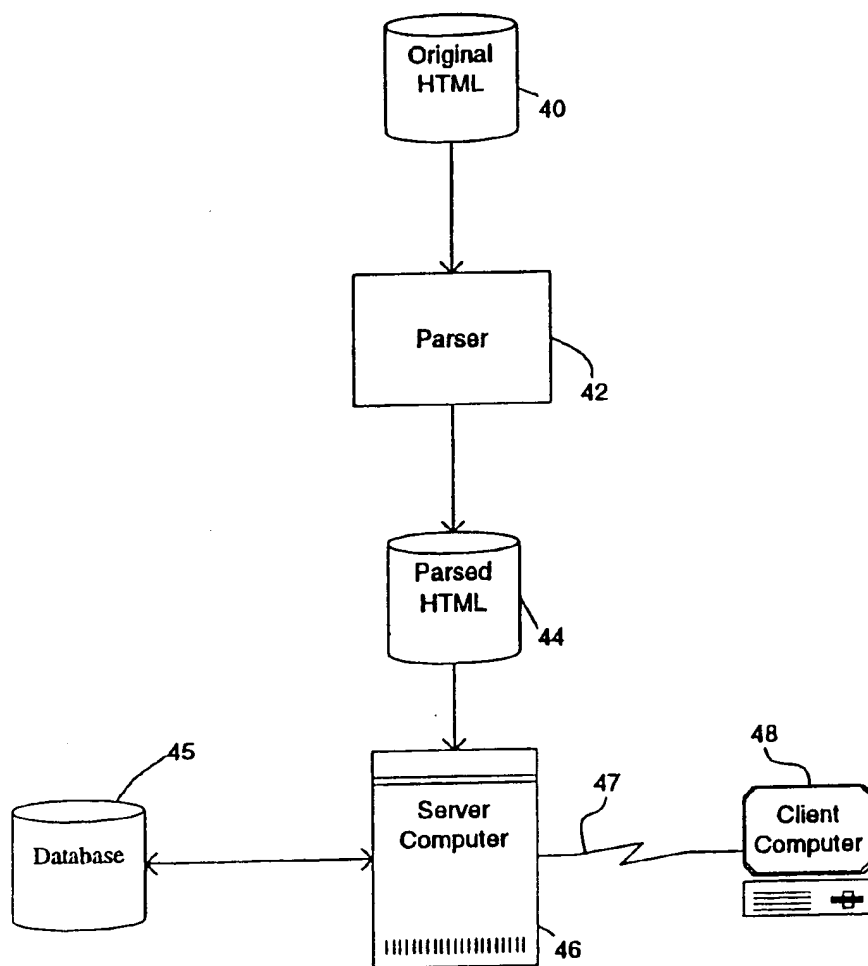 Original
HTML
40
Parser
42
Parsed
HTML
44
45
Database
Server
Computer
46
47
48
Client
Computer